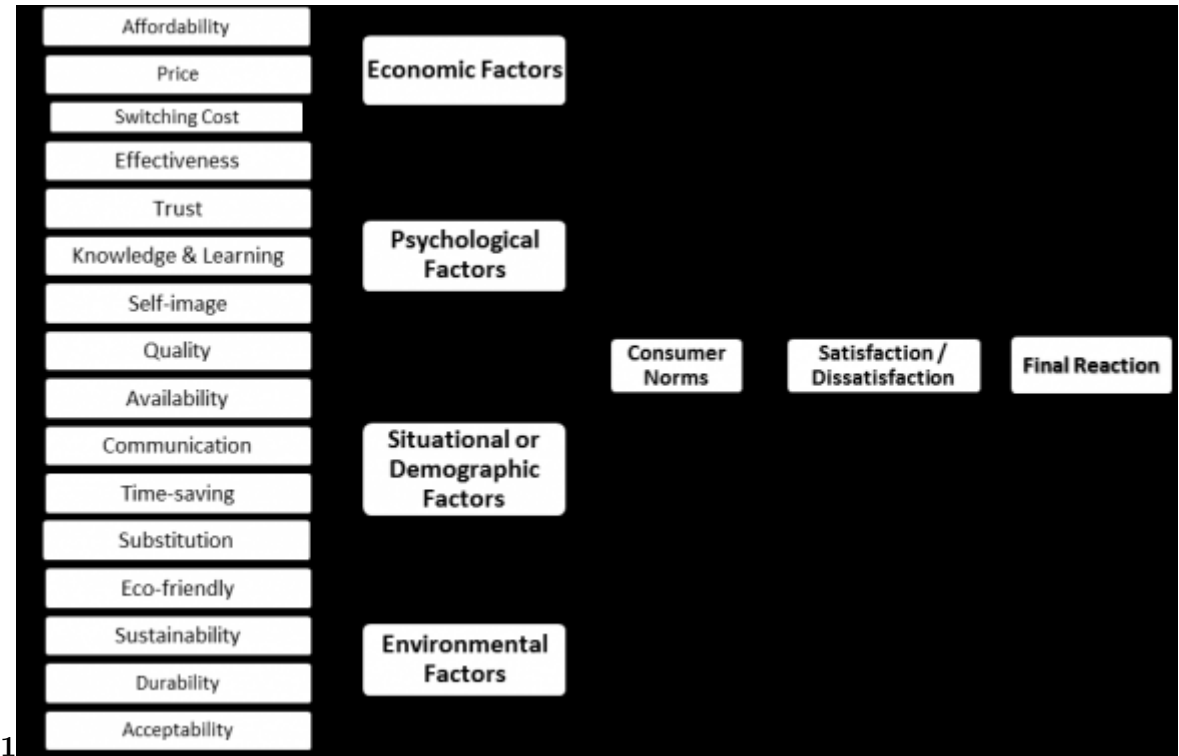 Affordability
Price
Switching Cost
Effectiveness
Trust
Knowledge & Learning
Self-image
Quality
Availability
Communication
Time-saving
Substitution
Eco-friendly
Sustainability
Durability
Acceptability
Economic Factors
Psychological
Factors
Situational or
Demographic
Factors
Environmental
Factors
Consumer
Norms
Satisfaction /
Dissatisfaction
Final Reaction
1